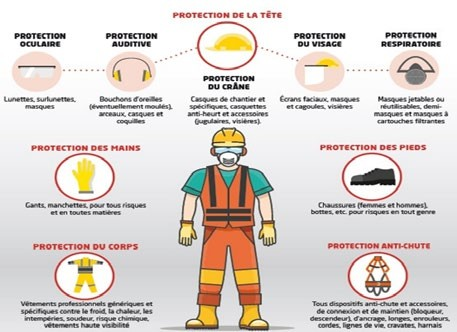 PROTECTION DE LA TÊTE
PROTECTION
OCULAIRE
Lunettes, surlunettes,
masques
PROTECTION
AUDITIVE
Bouchons d'oreilles
(éventuellement moulés),
arceaux, casques et
coquilles
PROTECTION
DU CRÂNE
Casques de chantier et
spécifiques, casquettes
anti-heurt et accessoires
(jugulaires, visières).
PROTECTION
DU VISAGE
Écrans faciaux, masques
et cagoules, visières
PROTECTION
RESPIRATOIRE
Masques jetables ou
réutilisables, demi-
masques et masques à
cartouches filtrantes
PROTECTION DES MAINS
Gants, manchettes, pour tous risques
et en toutes matières
PROTECTION DES PIEDS
Chaussures (femmes et hommes),
bottes, etc. pour risques en tout genre
PROTECTION DU CORPS
Vêtements professionnels génériques et
spécifiques contre le froid, la chaleur, les
intempéries, soudeur, risque chimique
vêtements haute visibilité
PROTECTION ANTI-CHUTE
Tous dispositifs anti-chute et accessoires,
de connexion et de maintien (bloqueur,
descendeur), d'ancrage, longes, enrouleurs,
cordes, lignes de vie, cravates, harnais